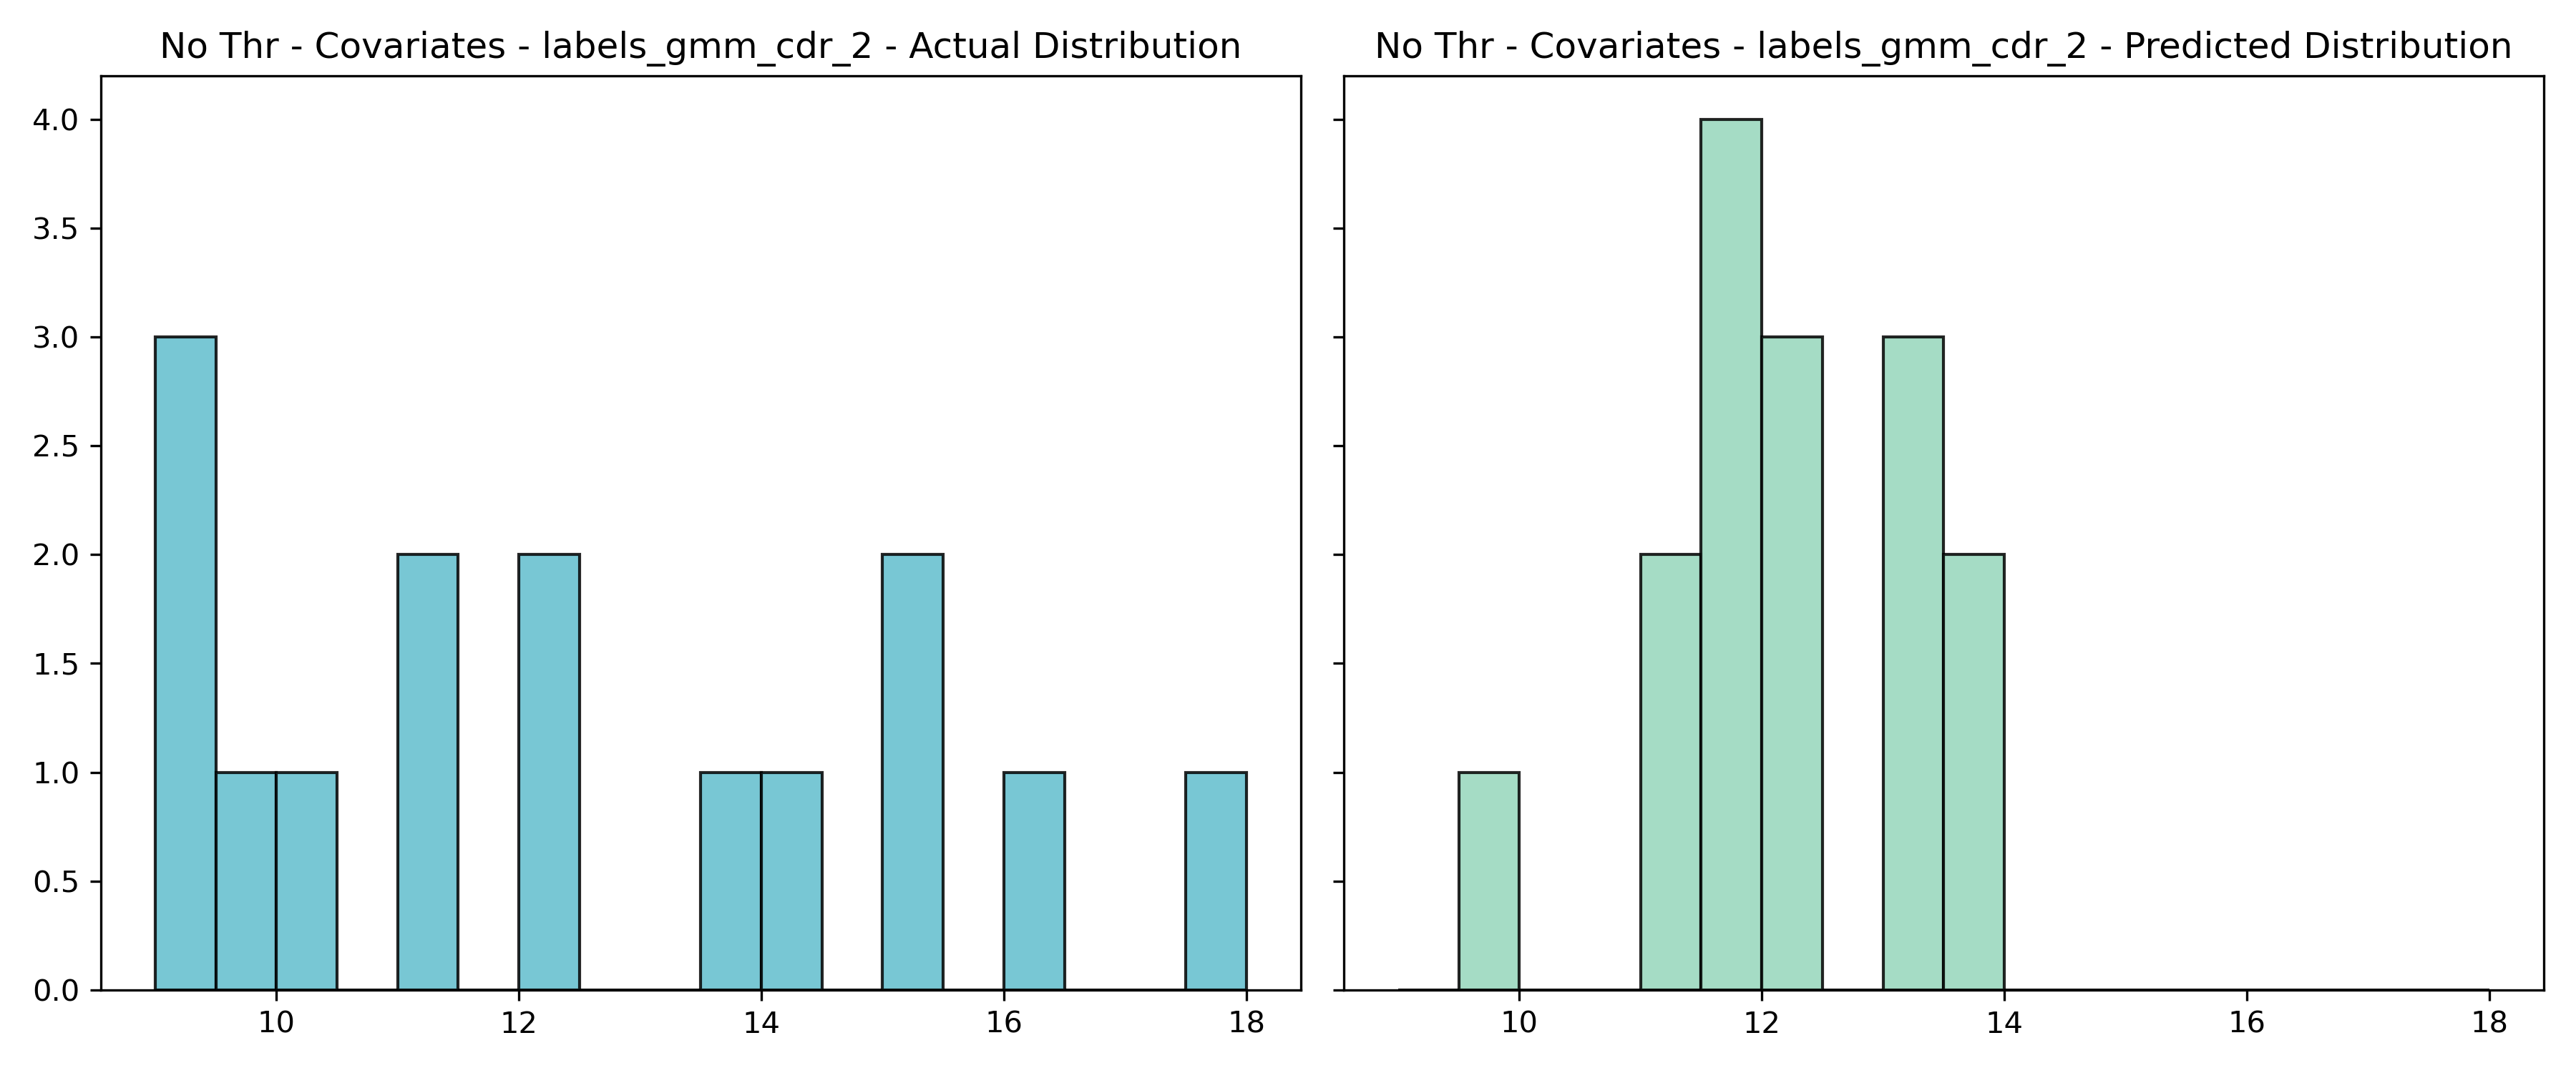 No Thr - Covariates - labels_gmm_cdr_2 - Actual Distribution
4.0
3.5
3.0
2.5
2.0
1.5
1.0
0.5
0.0
10 12 14 16 18
No Thr - Covariates - labels_gmm_cdr_2 - Predicted Distribution
10 12 14 16 18